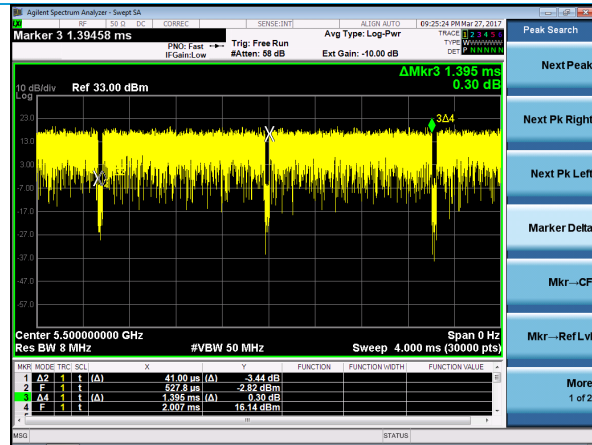 Agilent Spectrum Analyzer - Swept SA
RF 50 Ω DC CORREC SENSE:INT ALIGN AUTO 09:25:24 PM Mar 27, 2017
Marker 3 1.39458 ms
PNO: Fast Trig: Free Run Avg Type: Log-Pwr TRACE 1 2 3 4 5 6
IFGain:Low #Atten: 58 dB Ext Gain: -10.00 dB TYPE W
DET P N N N N N
Peak Search
Next Peak
Next Pk Right
Next Pk Left
Marker Delta
Mkr→CF
Mkr→Ref Lvl
More
1 of 2
ΔMkr3 1.395 ms
0.30 dB
10 dB/div Ref 33.00 dBm
Log
23.0
13.0
3.00
-7.00
-17.0
-27.0
-37.0
-47.0
-57.0
3Δ4
Center 5.500000000 GHz Span 0 Hz
Res BW 8 MHz #VBW 50 MHz Sweep 4.000 ms (30000 pts)
MKR MODE TRC SCL X Y FUNCTION FUNCTION WIDTH FUNCTION VALUE
1 Δ2 1 t (Δ) 41.00 µs (Δ) -3.44 dB
2 F 1 t 527.8 µs -2.82 dBm
3 Δ4 1 t (Δ) 1.395 ms (Δ) 0.30 dB
4 F 1 t 2.007 ms 16.14 dBm
MSG STATUS